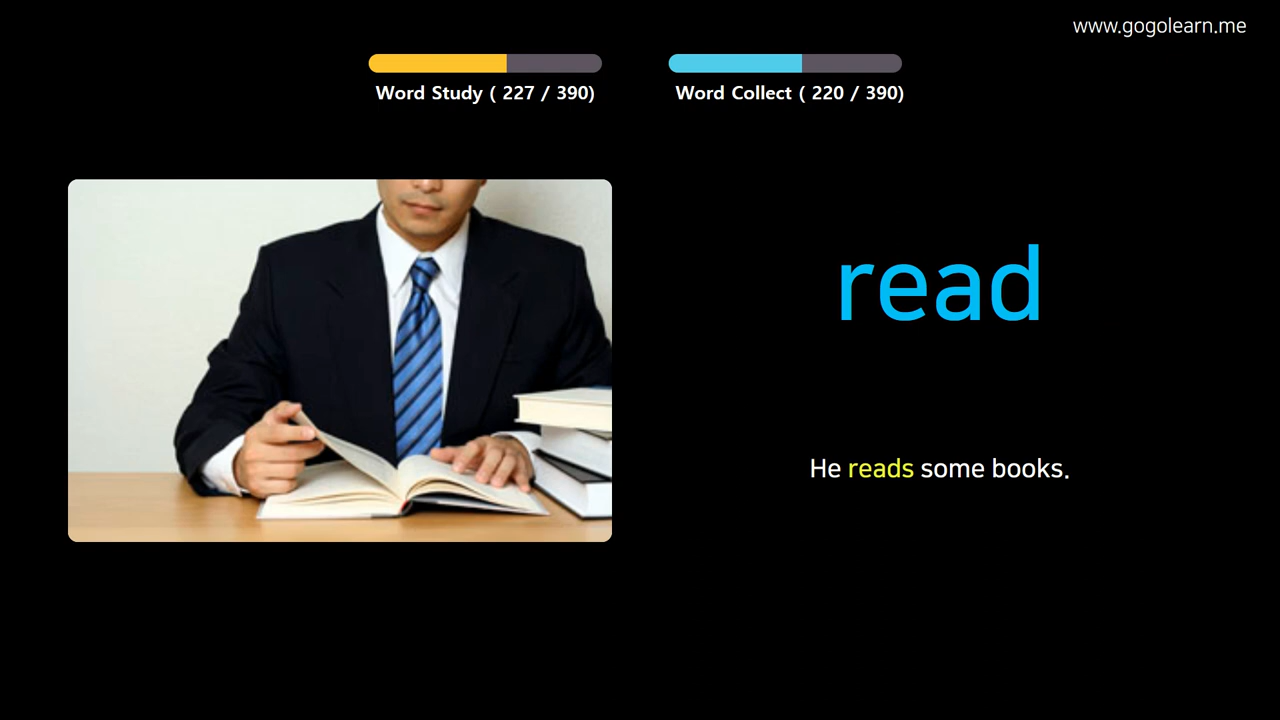 www.gogolearn.me
Word Study ( 227 / 390)
Word Collect ( 220 / 390)
read
He reads some books.